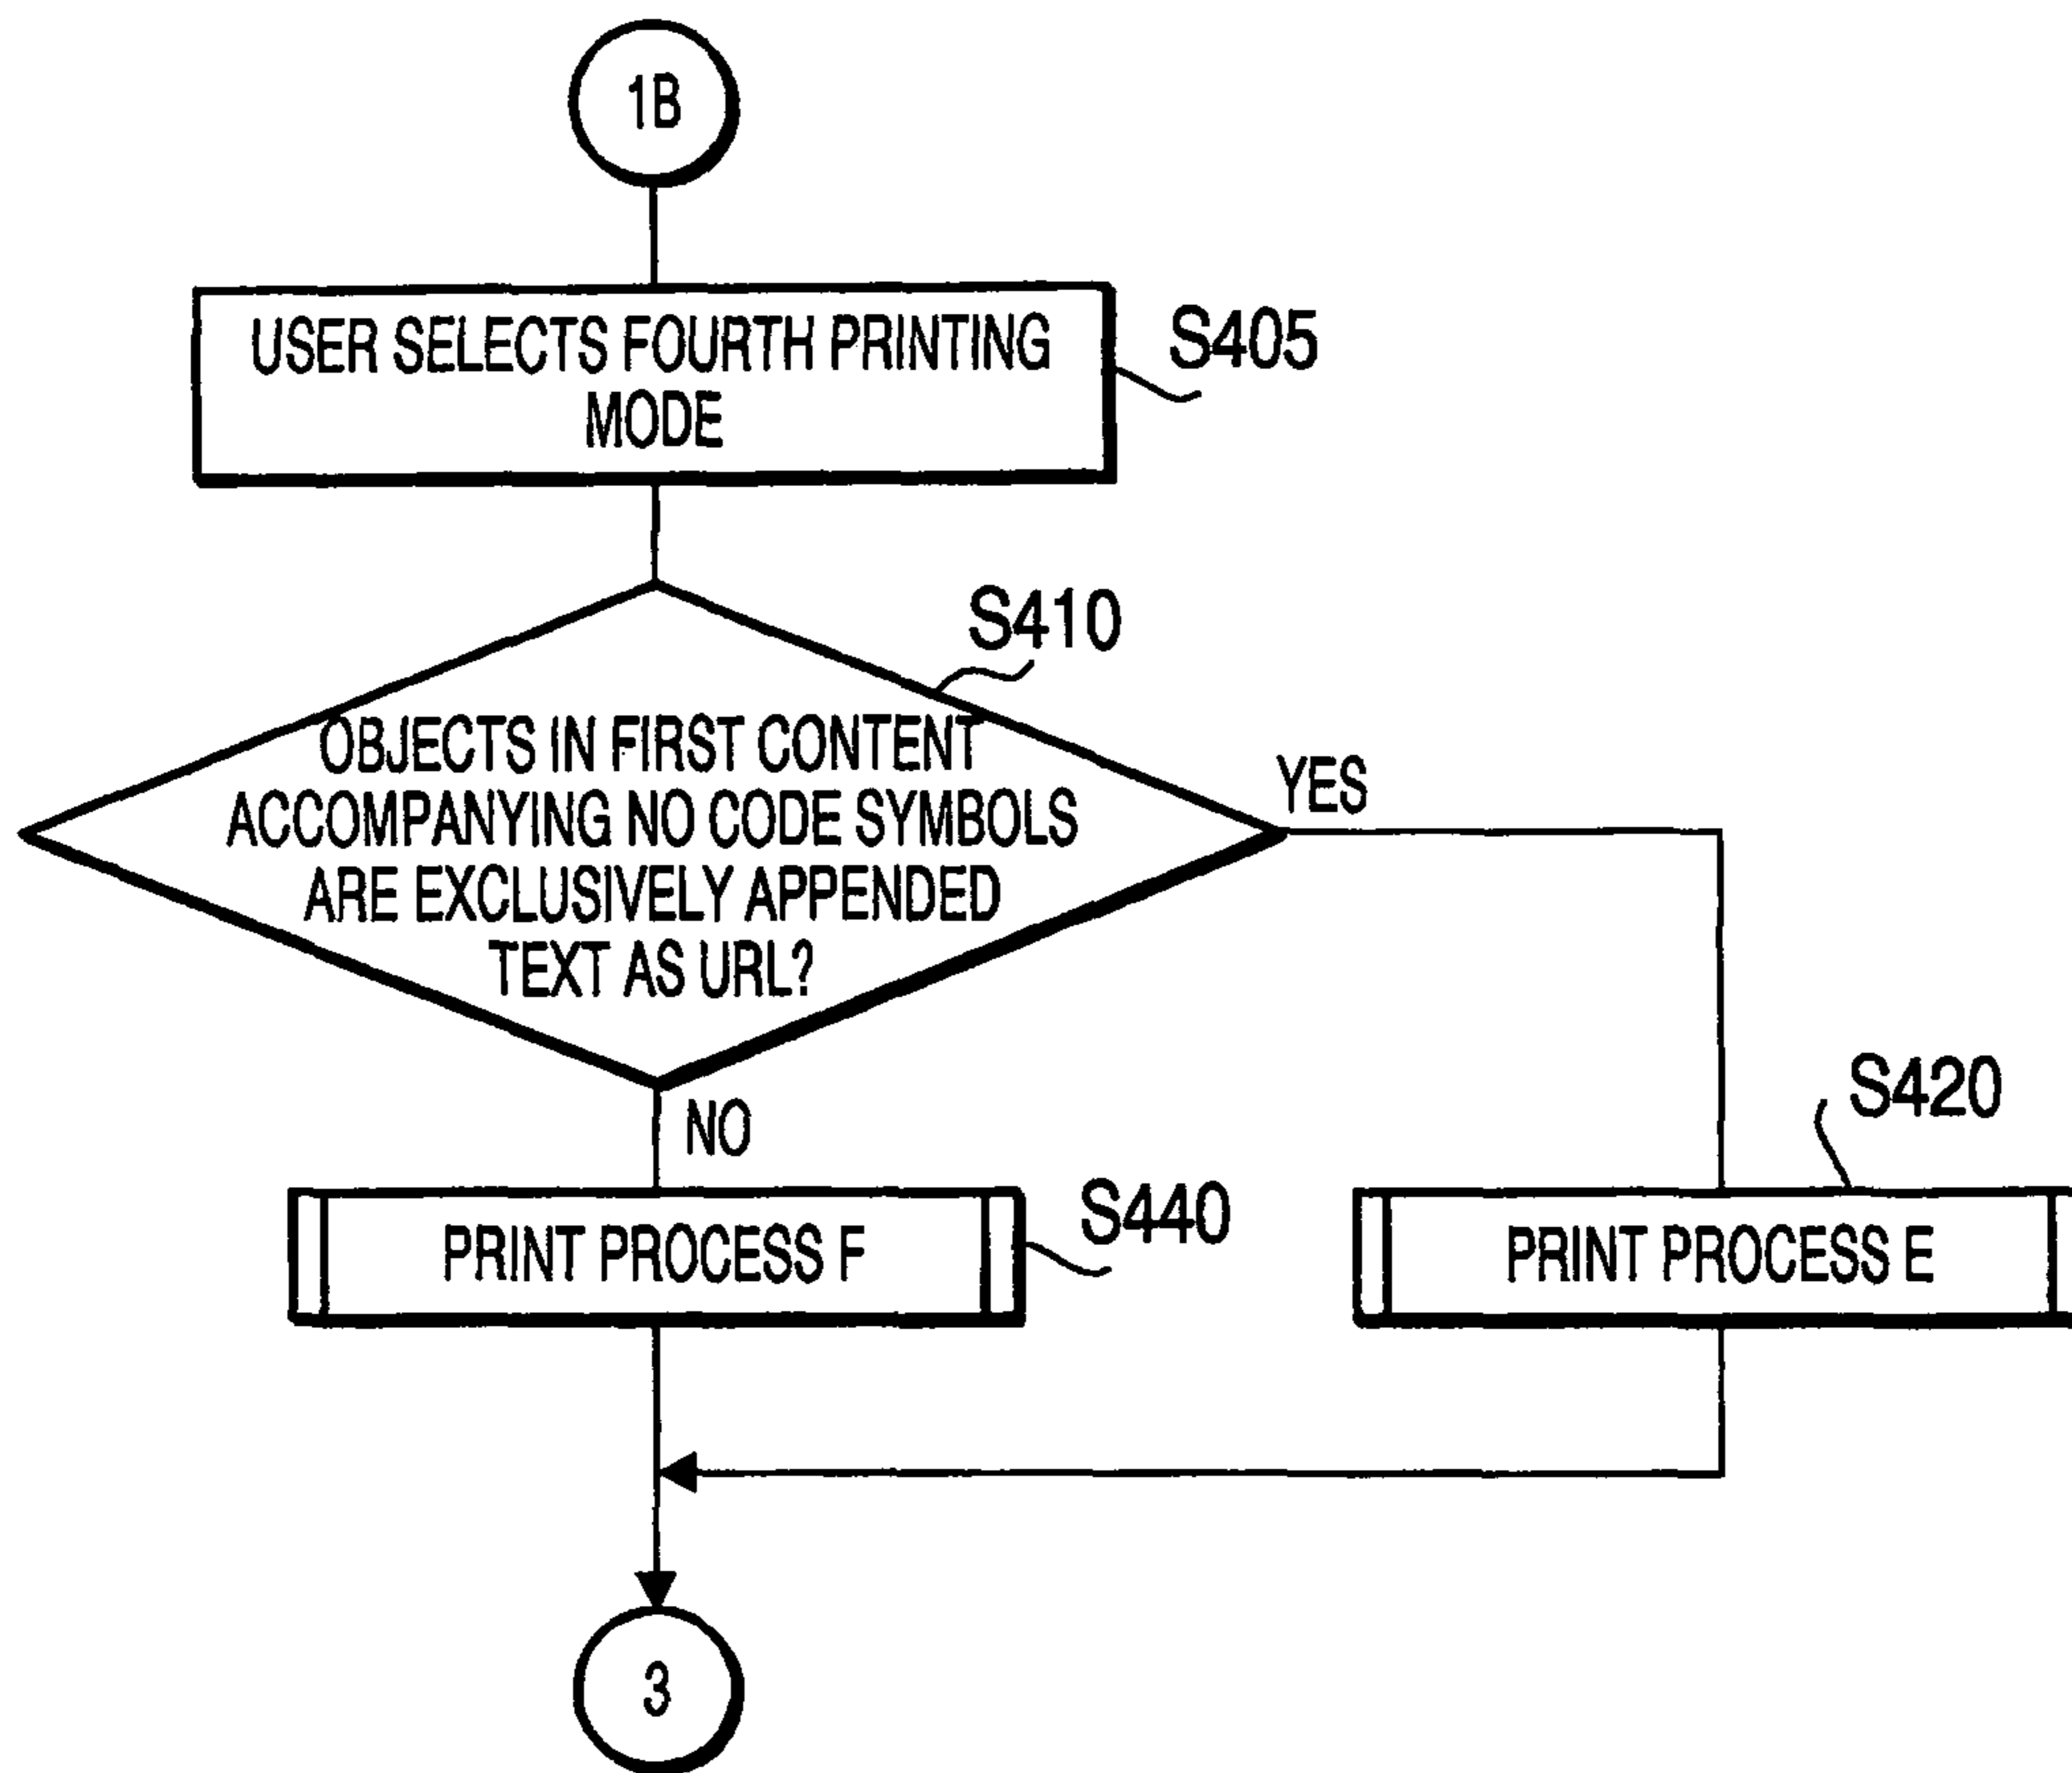 1B
USER SELECTS FOURTH PRINTING
MODE
S405
S410
OBJECTS IN FIRST CONTENT
ACCOMPANYING NO CODE SYMBOLS
ARE EXCLUSIVELY APPENDED
TEXT AS URL?
YES
NO
S420
S440
PRINT PROCESS F
PRINT PROCESS E
3